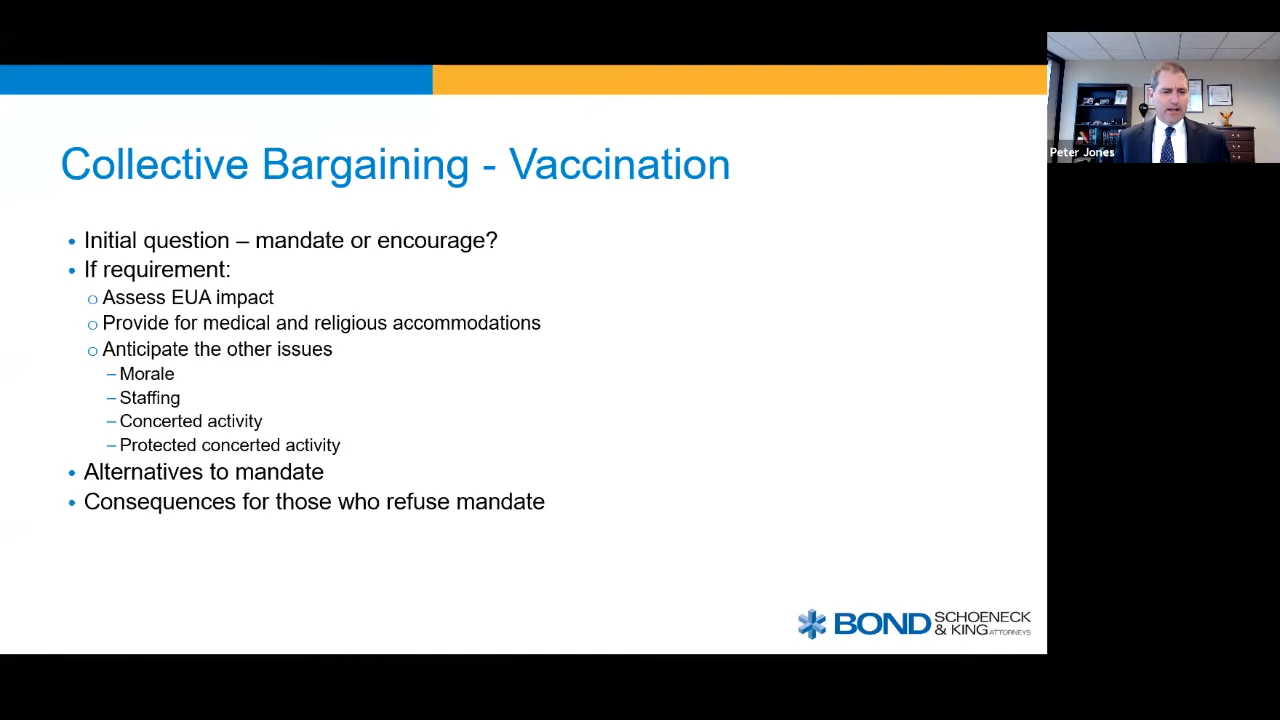 Collective Bargaining - Vaccination
• Initial question – mandate or encourage?
• If requirement:
o Assess EUA impact
o Provide for medical and religious accommodations
o Anticipate the other issues
– Morale
– Staffing
– Concerted activity
– Protected concerted activity
• Alternatives to mandate
• Consequences for those who refuse mandate
BOND SCHOENECK
& KING ATTORNEYS
Peter Jones